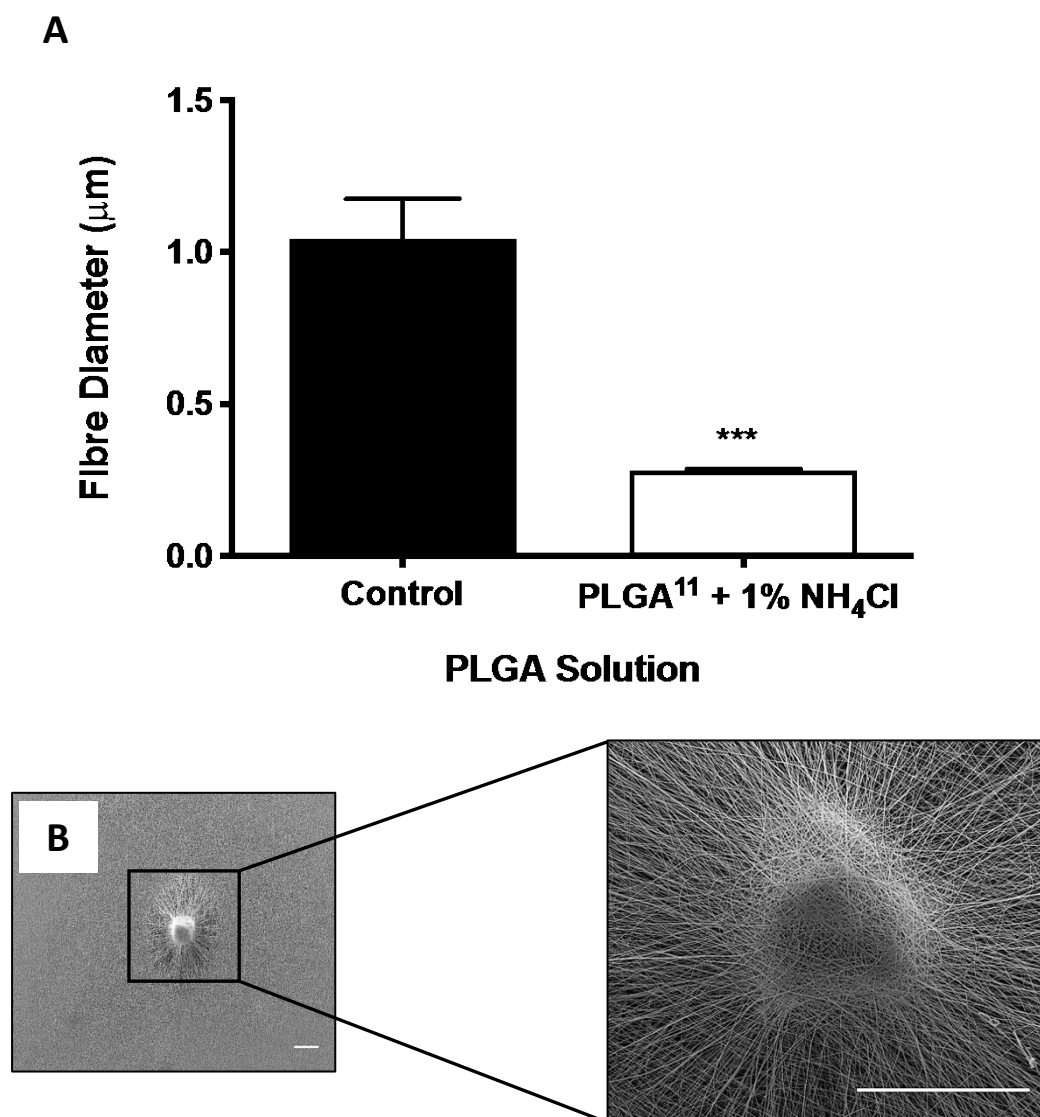 A
Fibre Diameter (μm)
1.5
1.0
0.5
0.0
***
Control
PLGA¹¹ + 1% NH₄Cl
PLGA Solution
B